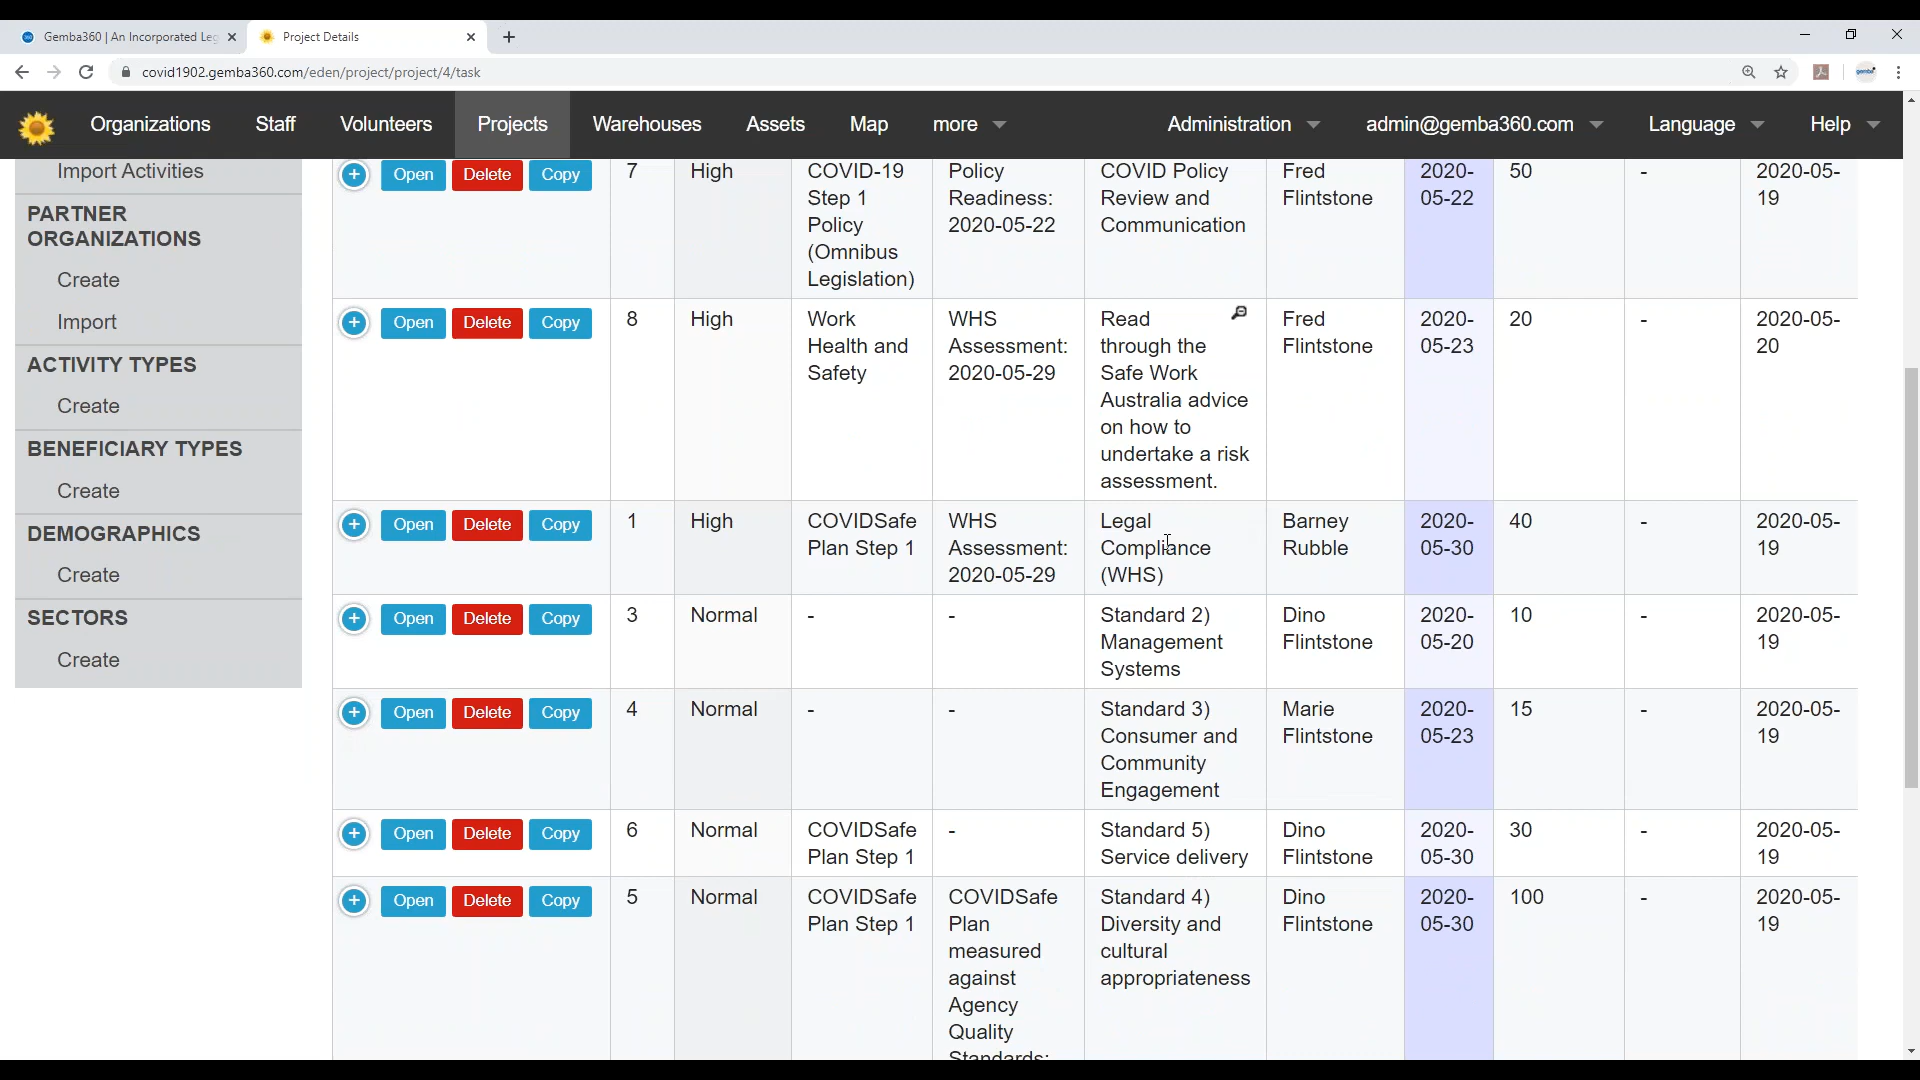 Gemba360 | An Incorporated Leg
Project Details
covid1902.gemba360.com/eden/project/project/4/task
Organizations Staff Volunteers Projects Warehouses Assets Map more Administration admin@gemba360.com Language Help
Import Activities
PARTNER
ORGANIZATIONS
Create
Import
ACTIVITY TYPES
Create
BENEFICIARY TYPES
Create
DEMOGRAPHICS
Create
SECTORS
Create
Open Delete Copy 7 High COVID-19 Policy COVID Policy Fred 2020- 50 - 2020-05-
Step 1 Readiness: Review and Flintstone 05-22 19
Policy 2020-05-22 Communication
(Omnibus
Legislation)
Open Delete Copy 8 High Work WHS Read Fred 2020- 20 - 2020-05-
Health and Assessment: through the Flintstone 05-23 20
Safety 2020-05-29 Safe Work
Australia advice
on how to
undertake a risk
assessment.
Open Delete Copy 1 High COVIDSafe WHS Legal Barney 2020- 40 - 2020-05-
Plan Step 1 Assessment: Compliance Rubble 05-30 19
2020-05-29 (WHS)
Open Delete Copy 3 Normal - - Standard 2) Dino 2020- 10 - 2020-05-
Management Flintstone 05-20 19
Systems
Open Delete Copy 4 Normal - - Standard 3) Marie 2020- 15 - 2020-05-
Consumer and Flintstone 05-23 19
Community
Engagement
Open Delete Copy 6 Normal COVIDSafe - Standard 5) Dino 2020- 30 - 2020-05-
Plan Step 1 Service delivery Flintstone 05-30 19
Open Delete Copy 5 Normal COVIDSafe COVIDSafe Standard 4) Dino 2020- 100 - 2020-05-
Plan Step 1 Plan Diversity and Flintstone 05-30 19
measured cultural
against appropriateness
Agency
Quality
Standards: